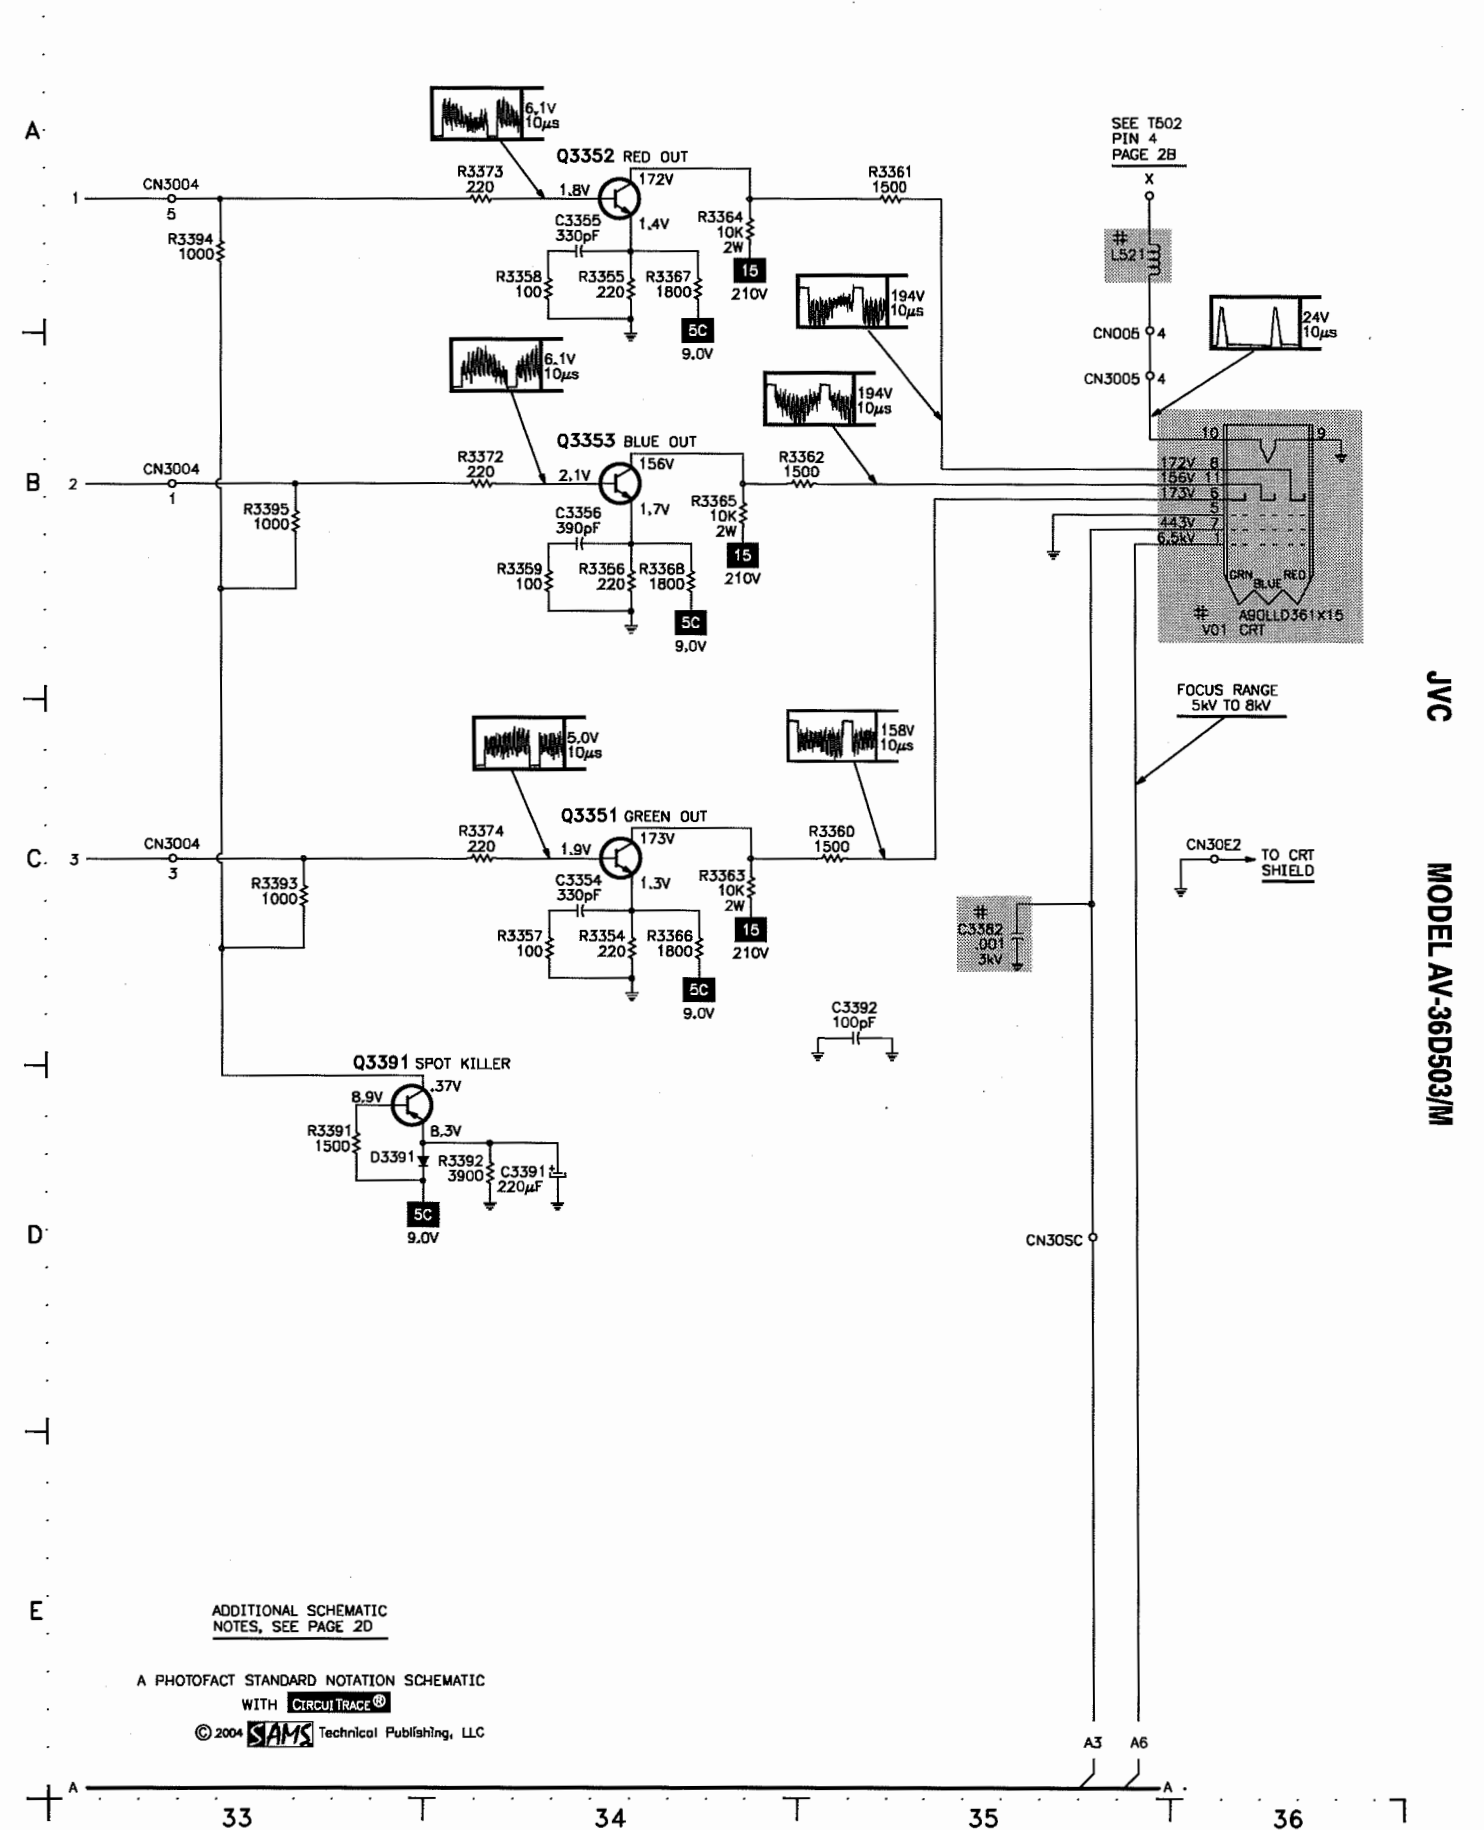 A
6.1V
10µs
Q3352 RED OUT
172V
R3373
220
1.8V
1.4V
CN3004
1
5
R3394
1000
C3355
330pF
R3358
100
R3355
220
R3367
1800
5C
9.0V
R3364
10K
2W
15
210V
R3361
1500
194V
10µs
SEE T502
PIN 4
PAGE 2B
X
#
L521
CN005 4
CN3005 4
24V
10µs
6.1V
10µs
194V
10µs
B
2
CN3004
1
R3395
1000
R3372
220
Q3353 BLUE OUT
156V
2.1V
1.7V
C3356
390pF
R3359
100
R3356
220
R3368
1800
5C
9.0V
R3365
10K
2W
15
210V
R3362
1500
10
9
172V 8
156V 11
173V 6
5
443V 7
6.5kV 1
GRN
BLUE
RED
#
A90LLD361X15
V01 CRT
FOCUS RANGE
5kV TO 8kV
JVC
MODEL AV-36D503/M
5.0V
10µs
158V
10µs
C
3
CN3004
3
R3393
1000
R3374
220
Q3351 GREEN OUT
173V
1.9V
1.3V
C3354
330pF
R3357
100
R3354
220
R3366
1800
5C
9.0V
R3363
10K
2W
15
210V
R3360
1500
CN30E2
TO CRT
SHIELD
#
C3382
.001
3kV
C3392
100pF
Q3391 SPOT KILLER
.37V
8.9V
8.3V
R3391
1500
D3391
R3392
3900
C3391 +
220µF
5C
9.0V
D
CN30SC
E
ADDITIONAL SCHEMATIC
NOTES, SEE PAGE 2D
A PHOTOFACT STANDARD NOTATION SCHEMATIC
WITH CIRCUITRACE®
© 2004 SAMS Technical Publishing, LLC
A3
A6
A
A
33
34
35
36